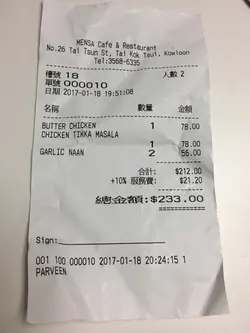 MENSA Cafe & Restaurant
No.26 Tai Tsun St, Tai Kok Tsui, Kowloon
Tel:3568-6335
檯號 18 人數 2
單號 000010
日期 2017-01-18 19:51:08
名稱 數量 金額
BUTTER CHICKEN 1 78.00
CHICKEN TIKKA MASALA
1 78.00
GARLIC NAAN 2 56.00
合計: $212.00
+10% 服務費: $21.20
總金額: $233.00
Sign:
001 100 000010 2017-01-18 20:24:15 1
PARVEEN